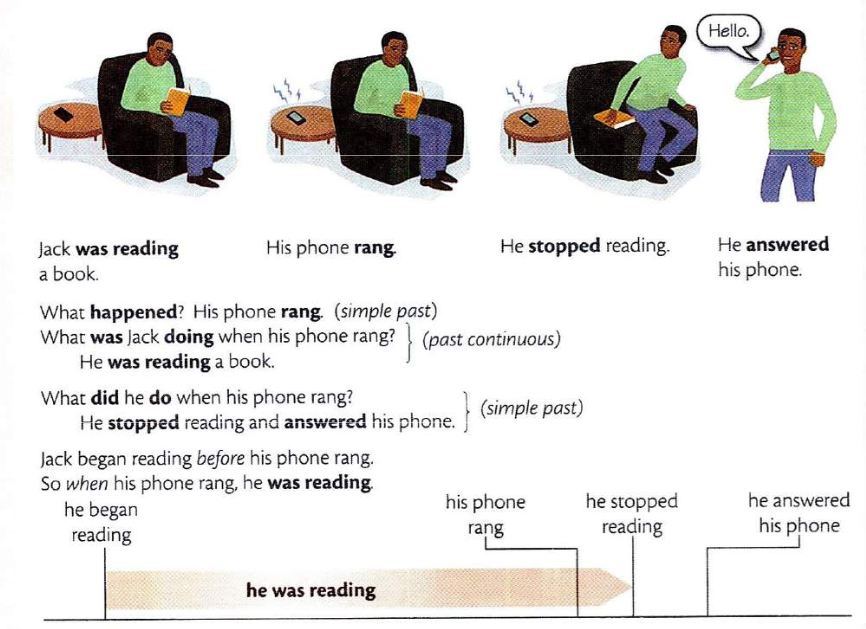 Hello.
Jack was reading
a book.
His phone rang.
He stopped reading.
He answered
his phone.
What happened? His phone rang. (simple past)
What was Jack doing when his phone rang?
He was reading a book.
(past continuous)
What did he do when his phone rang?
He stopped reading and answered his phone.
(simple past)
Jack began reading before his phone rang.
So when his phone rang, he was reading.
he began
reading
his phone
rang
he stopped
reading
he answered
his phone
he was reading